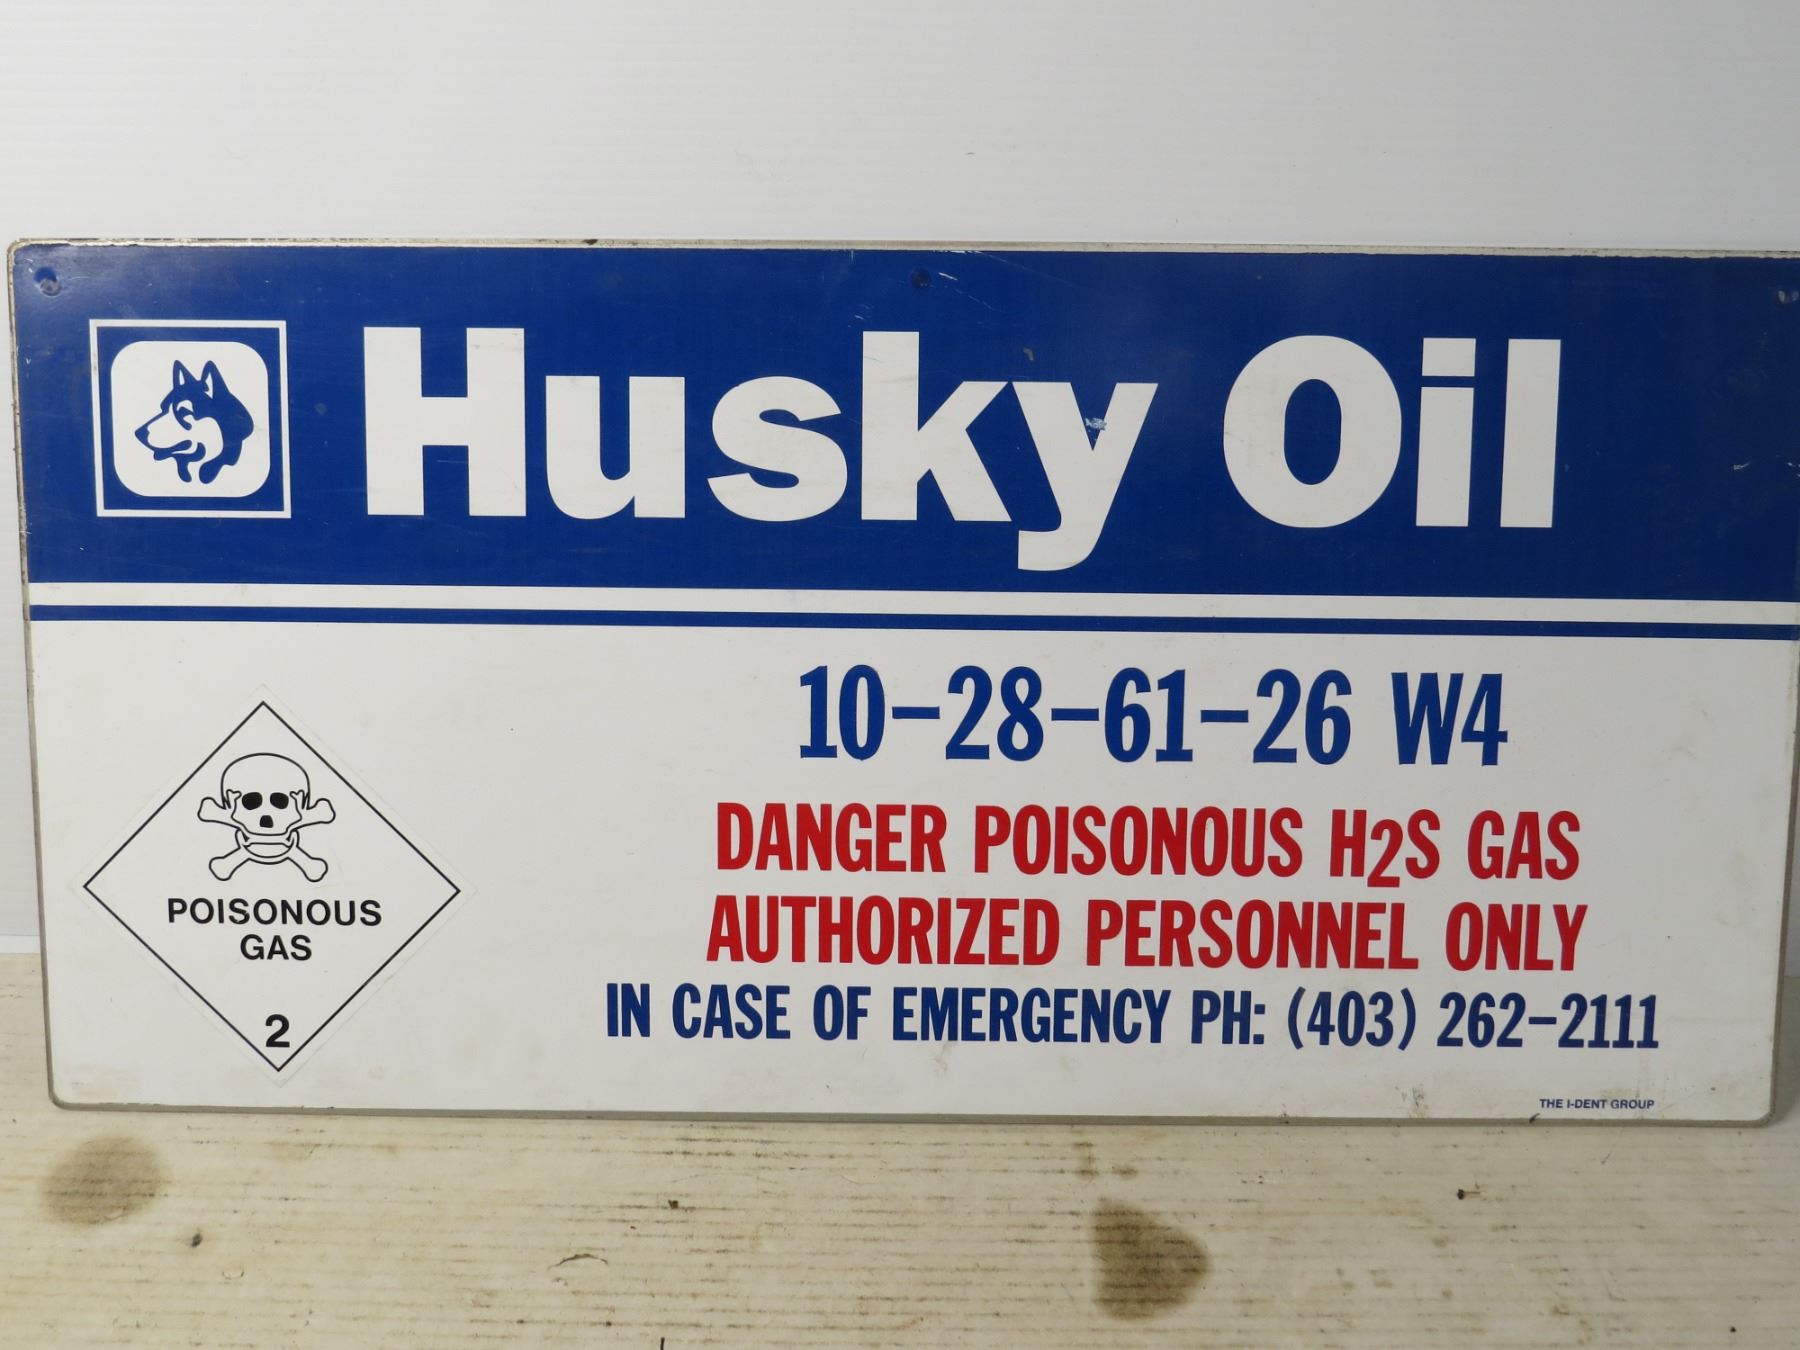 Husky Oil
10-28-61-26 W4
DANGER POISONOUS H2S GAS
AUTHORIZED PERSONNEL ONLY
IN CASE OF EMERGENCY PH: (403) 262-2111
POISONOUS
GAS
2
THE I-DENT GROUP